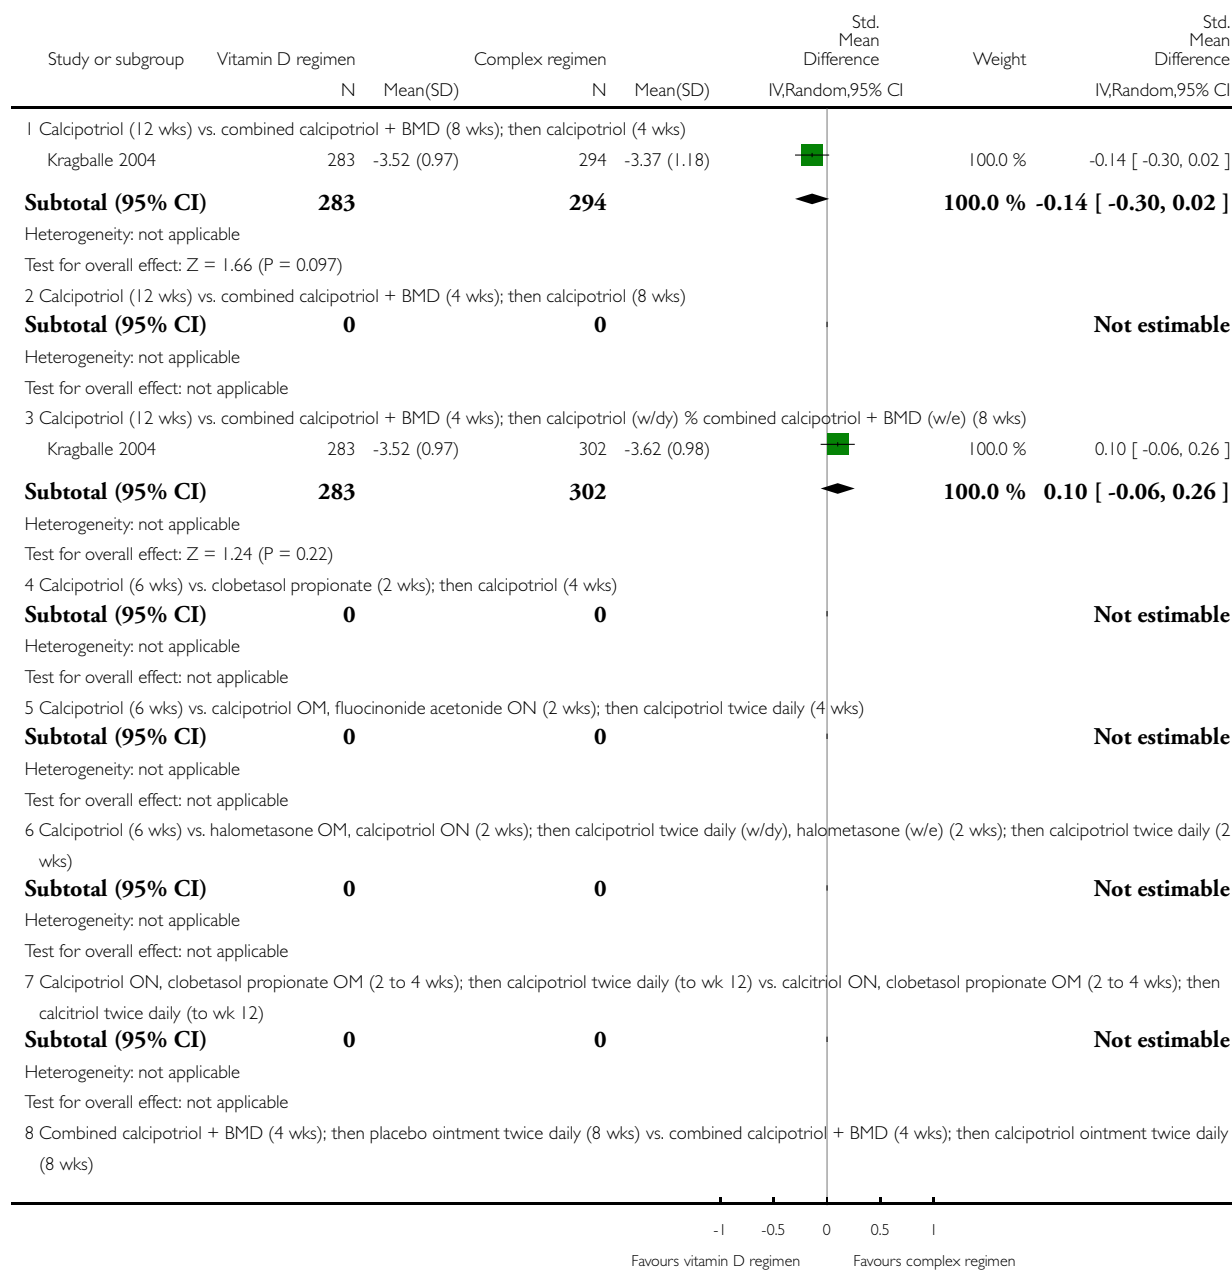 Std. Mean Difference
Std. Mean Difference
Study or subgroup Vitamin D regimen Complex regimen Weight
N Mean(SD) N Mean(SD) IV,Random,95% CI IV,Random,95% CI
1 Calcipotriol (12 wks) vs. combined calcipotriol + BMD (8 wks); then calcipotriol (4 wks)
Kragballe 2004 283 -3.52 (0.97) 294 -3.37 (1.18) 100.0 % -0.14 [ -0.30, 0.02 ]
Subtotal (95% CI) 283 294 100.0 % -0.14 [ -0.30, 0.02 ]
Heterogeneity: not applicable
Test for overall effect: Z = 1.66 (P = 0.097)
2 Calcipotriol (12 wks) vs. combined calcipotriol + BMD (4 wks); then calcipotriol (8 wks)
Subtotal (95% CI) 0 0 Not estimable
Heterogeneity: not applicable
Test for overall effect: not applicable
3 Calcipotriol (12 wks) vs. combined calcipotriol + BMD (4 wks); then calcipotriol (w/dy) % combined calcipotriol + BMD (w/e) (8 wks)
Kragballe 2004 283 -3.52 (0.97) 302 -3.62 (0.98) 100.0 % 0.10 [ -0.06, 0.26 ]
Subtotal (95% CI) 283 302 100.0 % 0.10 [ -0.06, 0.26 ]
Heterogeneity: not applicable
Test for overall effect: Z = 1.24 (P = 0.22)
4 Calcipotriol (6 wks) vs. clobetasol propionate (2 wks); then calcipotriol (4 wks)
Subtotal (95% CI) 0 0 Not estimable
Heterogeneity: not applicable
Test for overall effect: not applicable
5 Calcipotriol (6 wks) vs. calcipotriol OM, fluocinonide acetonide ON (2 wks); then calcipotriol twice daily (4 wks)
Subtotal (95% CI) 0 0 Not estimable
Heterogeneity: not applicable
Test for overall effect: not applicable
6 Calcipotriol (6 wks) vs. halometasone OM, calcipotriol ON (2 wks); then calcipotriol twice daily (w/dy), halometasone (w/e) (2 wks); then calcipotriol twice daily (2
wks)
Subtotal (95% CI) 0 0 Not estimable
Heterogeneity: not applicable
Test for overall effect: not applicable
7 Calcipotriol ON, clobetasol propionate OM (2 to 4 wks); then calcipotriol twice daily (to wk 12) vs. calcitriol ON, clobetasol propionate OM (2 to 4 wks); then
calcitriol twice daily (to wk 12)
Subtotal (95% CI) 0 0 Not estimable
Heterogeneity: not applicable
Test for overall effect: not applicable
8 Combined calcipotriol + BMD (4 wks); then placebo ointment twice daily (8 wks) vs. combined calcipotriol + BMD (4 wks); then calcipotriol ointment twice daily
(8 wks)
-1 -0.5 0 0.5 1
Favours vitamin D regimen Favours complex regimen